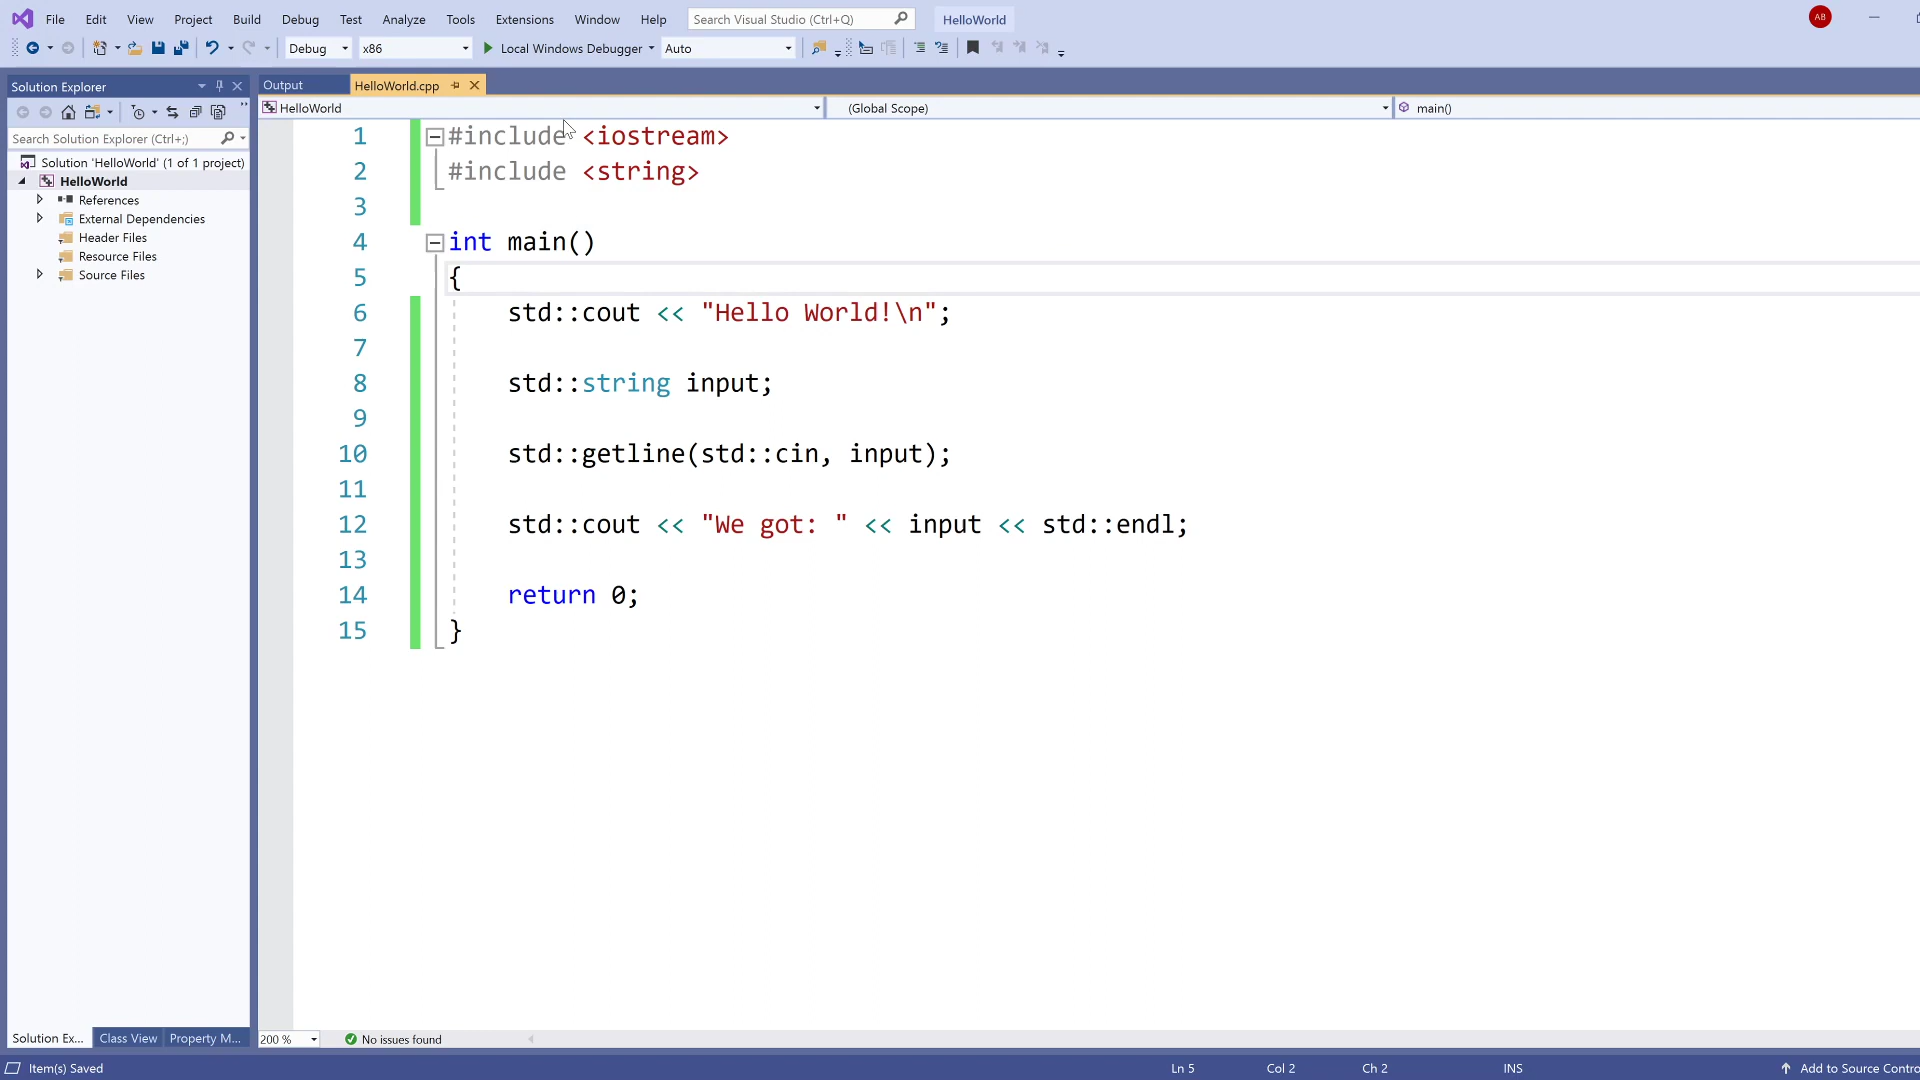 File Edit View Project Build Debug Test Analyze Tools Extensions Window Help Search Visual Studio (Ctrl+Q) HelloWorld AB
Debug x86 Local Windows Debugger Auto
Solution Explorer
Search Solution Explorer (Ctrl+;)
Solution 'HelloWorld' (1 of 1 project)
HelloWorld
References
External Dependencies
Header Files
Resource Files
Source Files
Output HelloWorld.cpp
HelloWorld (Global Scope) main()
1 #include <iostream>
2 #include <string>
3
4 int main()
5 {
6 std::cout << "Hello World!\n";
7
8 std::string input;
9
10 std::getline(std::cin, input);
11
12 std::cout << "We got: " << input << std::endl;
13
14 return 0;
15 }
Solution Ex... Class View Property M... 200 % No issues found
Item(s) Saved Ln 5 Col 2 Ch 2 INS Add to Source Contro